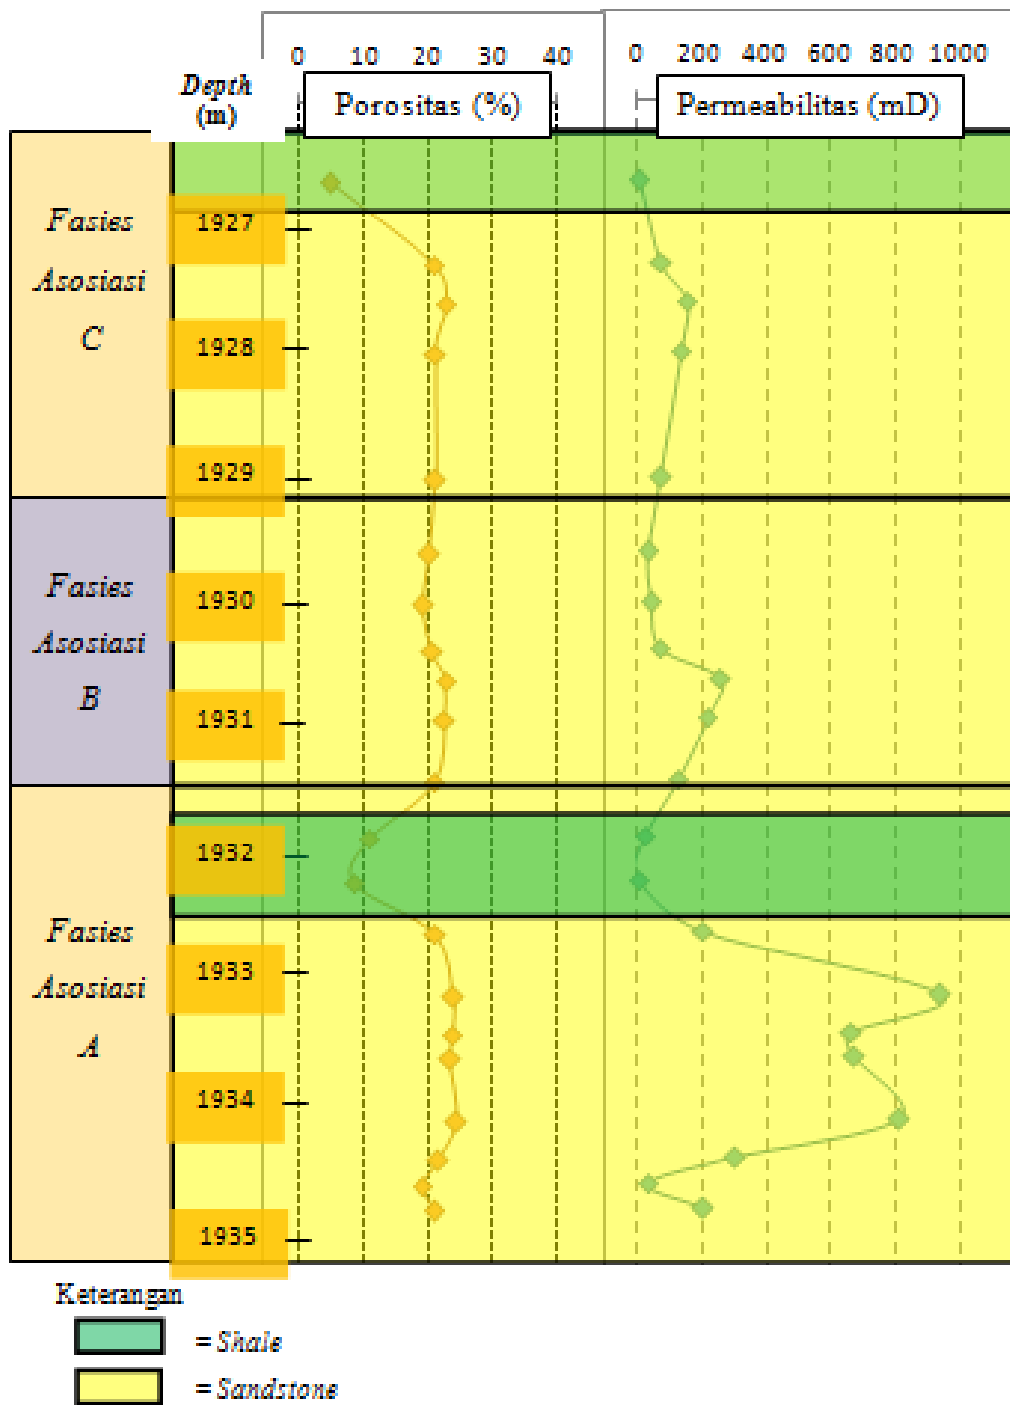 0 10 20 30 40
0 200 400 600 800 1000
Depth
(m)
Porositas (%)
Permeabilitas (mD)
Fasies
Asosiasi
C
1927
1928
1929
Fasies
Asosiasi
B
1930
1931
Fasies
Asosiasi
A
1932
1933
1934
1935
Keterangan
= Shale
= Sandstone